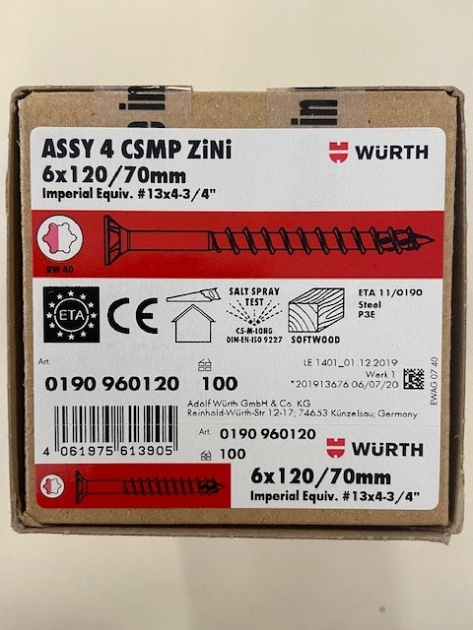 e in
e in
ASSY 4 CSMP ZiNi
WÜRTH
6x120/70mm
Imperial Equiv. #13x4-3/4"
RW 40
ETA
CE
SALT SPRAY
TEST
CS-M-LONG
DIN-EN-ISO 9227
SOFTWOOD
ETA 11/0190
Steel
P3E
LE 1401_01.12.2019
Werk 1
*201913676 06/07/20
EWAG 07 40
Art.
0190 960120 100
Adolf Würth GmbH & Co. KG
Reinhold-Würth-Str. 12-17; 74653 Künzelsau; Germany
4 061975 613905
Art. 0190 960120
100
WÜRTH
6x120/70mm
Imperial Equiv. #13x4-3/4"